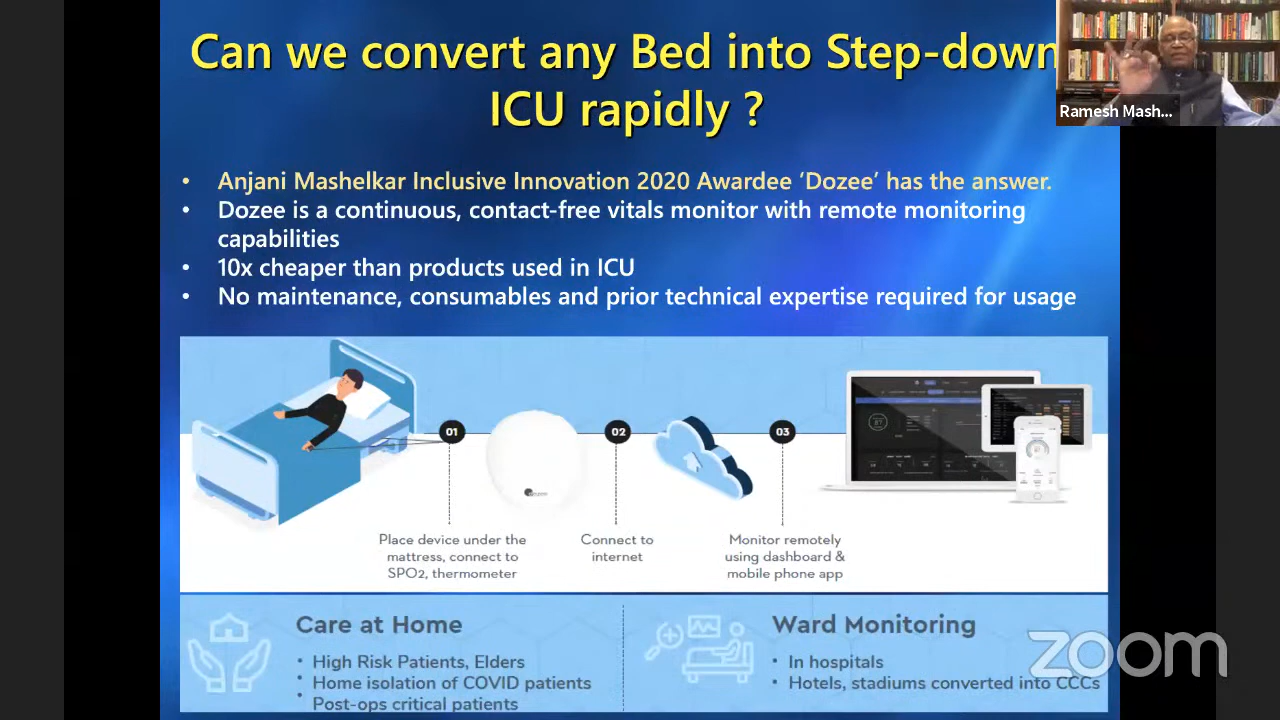 Can we convert any Bed into Step-down
ICU rapidly ?
Ramesh Mash...
• Anjani Mashelkar Inclusive Innovation 2020 Awardee ‘Dozee’ has the answer.
• Dozee is a continuous, contact-free vitals monitor with remote monitoring
capabilities
• 10x cheaper than products used in ICU
• No maintenance, consumables and prior technical expertise required for usage
01
02
03
Place device under the
mattress, connect to
SPO2, thermometer
Connect to
internet
Monitor remotely
using dashboard &
mobile phone app
Care at Home
• High Risk Patients, Elders
• Home isolation of COVID patients
• Post-ops critical patients
Ward Monitoring
• In hospitals
• Hotels, stadiums converted into CCCs
zoom